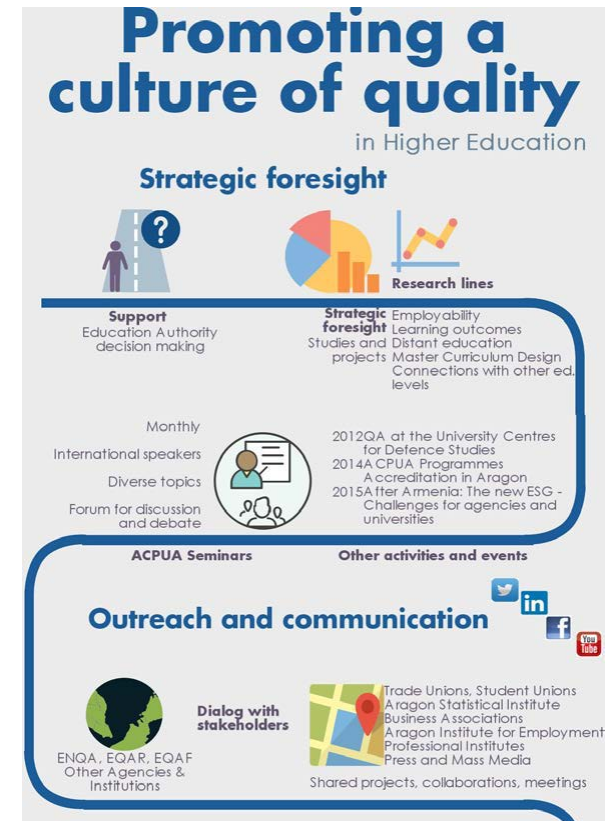 Promoting a
culture of quality
in Higher Education
Strategic foresight
?
Support
Education Authority
decision making
Strategic
foresight
Studies and
projects
Research lines
Employability
Learning outcomes
Distant education
Master Curriculum Design
Connections with other ed.
levels
Monthly
International speakers
Diverse topics
Forum for discussion
and debate
ACPUA Seminars
2012QA at the University Centres
for Defence Studies
2014ACPUA Programmes
Accreditation in Aragon
2015After Armenia: The new ESG -
Challenges for agencies and
universities
Other activities and events
Outreach and communication
in
f
You
Tube
ENQA, EQAR, EQAF
Other Agencies &
Institutions
Dialog with
stakeholders
Trade Unions, Student Unions
Aragon Statistical Institute
Business Associations
Aragon Institute for Employment
Professional Institutes
Press and Mass Media
Shared projects, collaborations, meetings